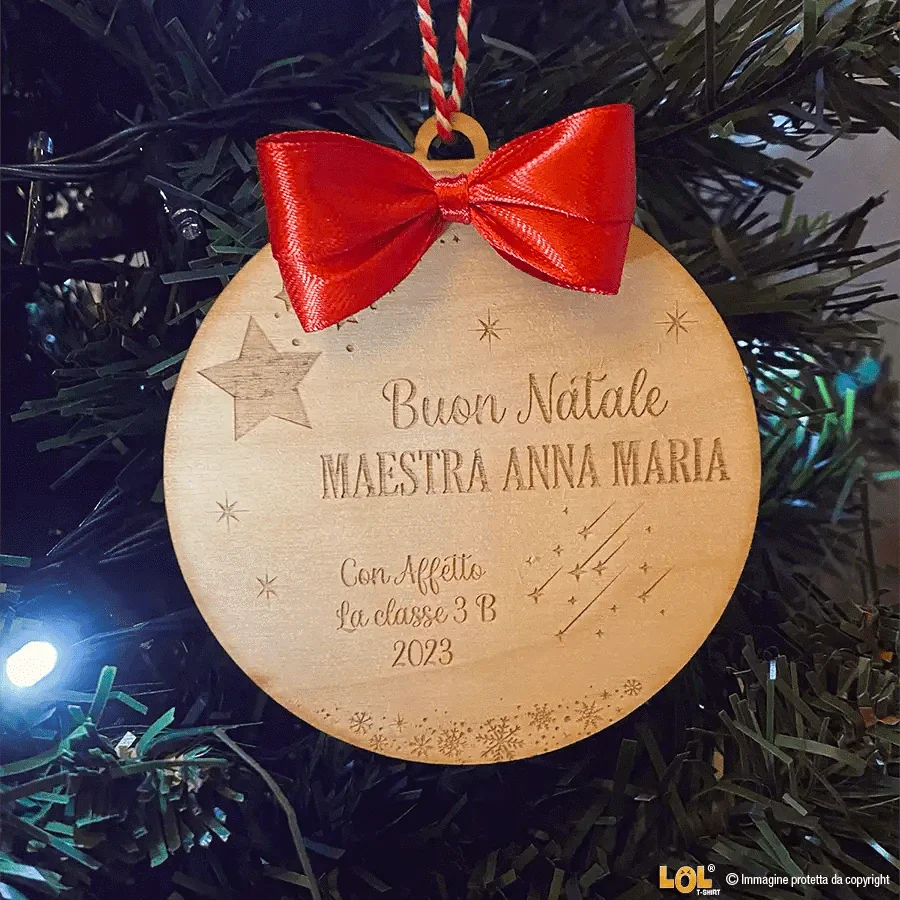 Buon Natale
MAESTRA ANNA MARIA
Con Affetto
La classe 3 B
2023
LOL®
T-SHIRT
© Immagine protetta da copyright